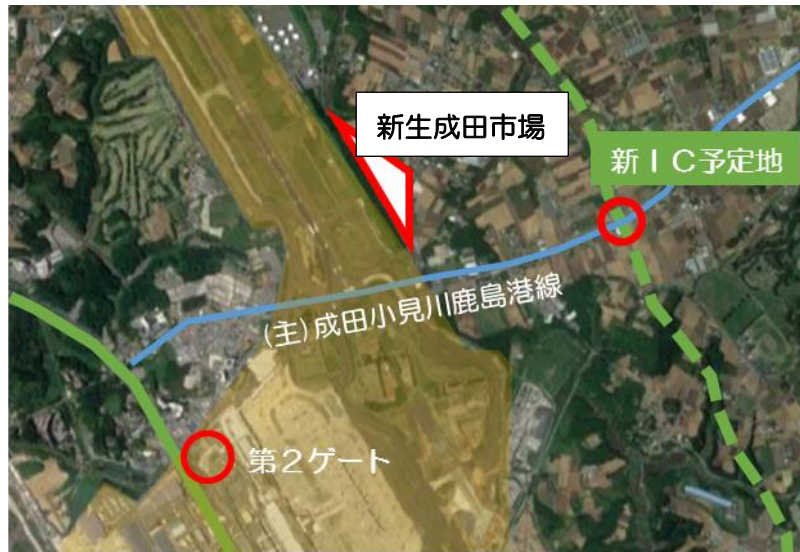 新生成田市場
新ＩＣ予定地
(主)成田小見川鹿島港線
第２ゲート